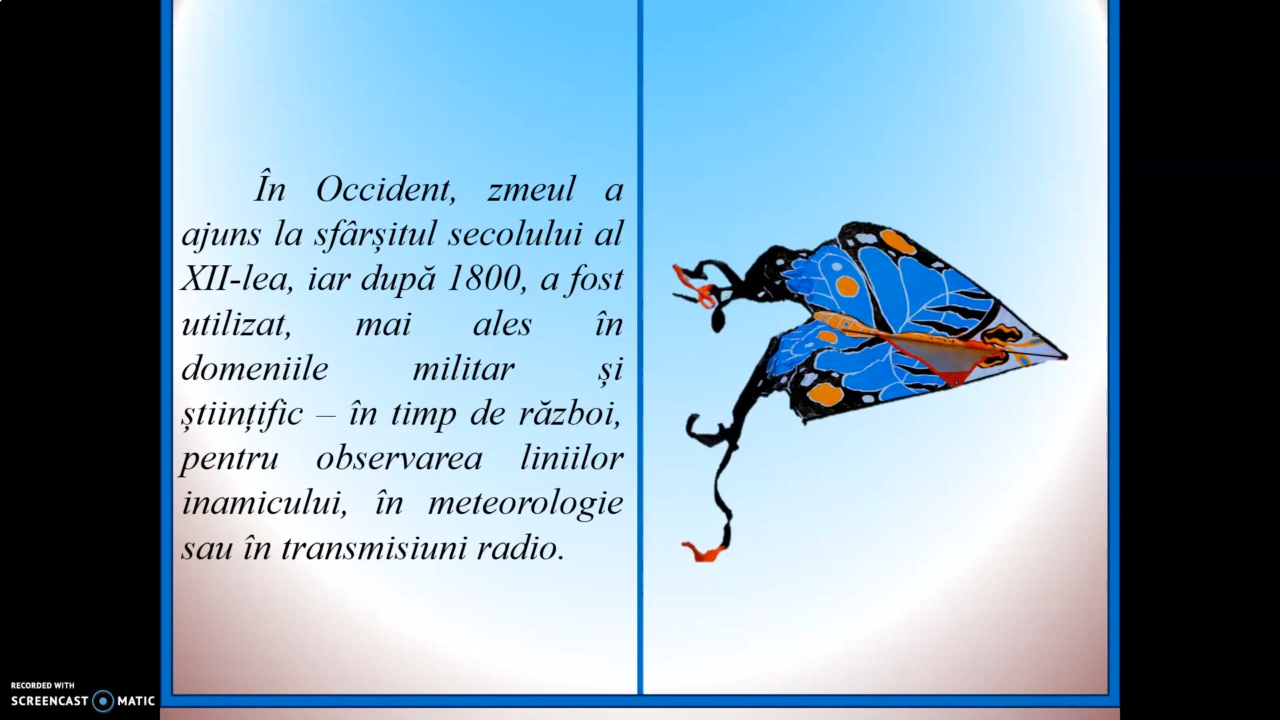 În Occident, zmeul a
ajuns la sfârșitul secolului al
XII-lea, iar după 1800, a fost
utilizat, mai ales în
domeniile militar și
științific – în timp de război,
pentru observarea liniilor
inamicului, în meteorologie
sau în transmisiuni radio.
RECORDED WITH
SCREENCAST MATIC